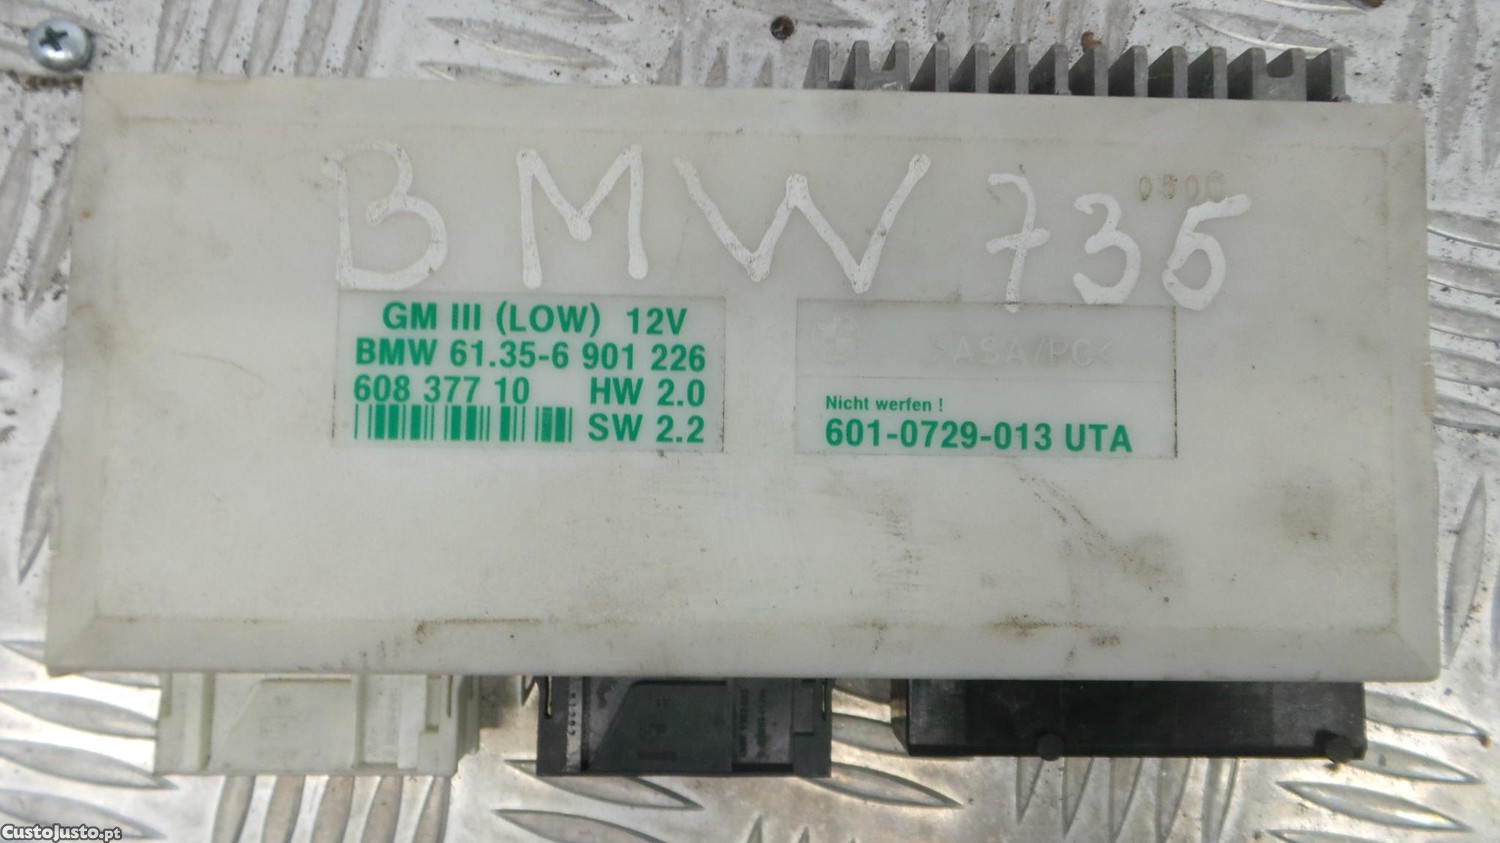 BMW 735
GM III (LOW) 12V
BMW 61.35-6 901 226
608 377 10 HW 2.0
SW 2.2
>ASA/PC<
Nicht werfen !
601-0729-013 UTA
CustoJusto.pt